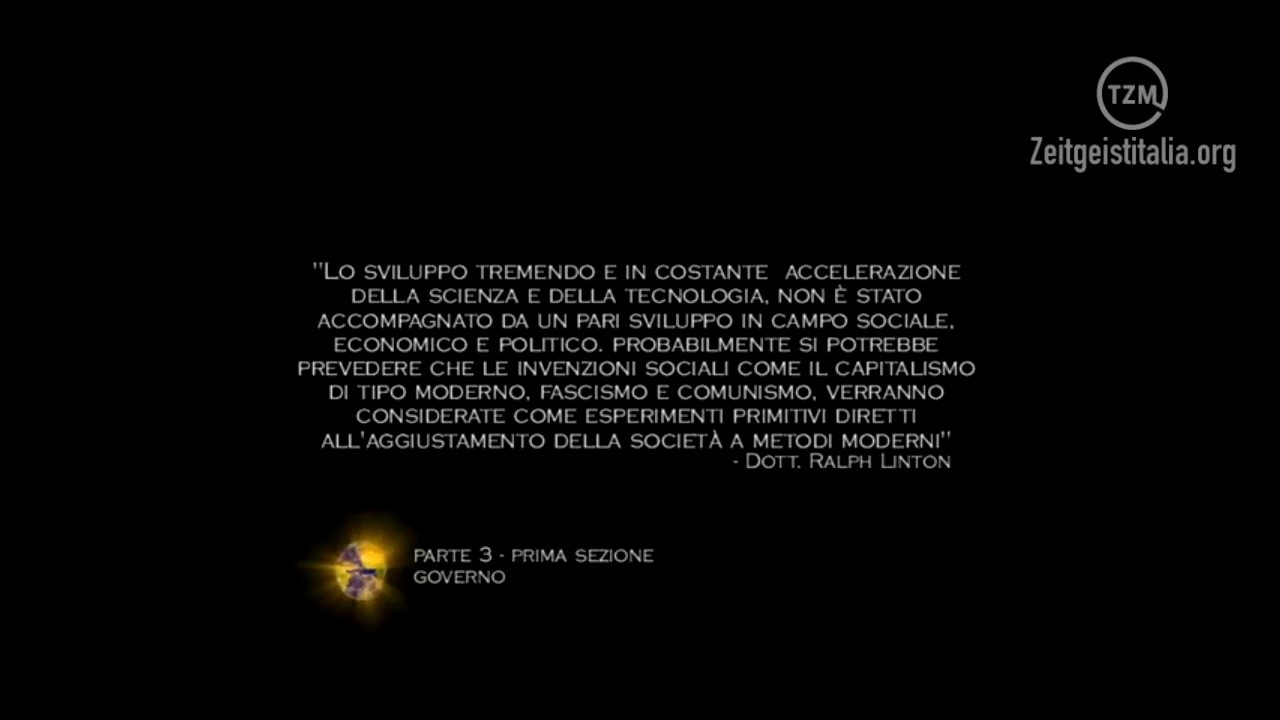 TZM
Zeitgeistitalia.org
"Lo sviluppo tremendo e in costante accelerazione
della scienza e della tecnologia, non è stato
accompagnato da un pari sviluppo in campo sociale,
economico e politico. probabilmente si potrebbe
prevedere che le invenzioni sociali come il capitalismo
di tipo moderno, fascismo e comunismo, verranno
considerate come esperimenti primitivi diretti
all'aggiustamento della società a metodi moderni"
- Dott. Ralph Linton
parte 3 - prima sezione
governo